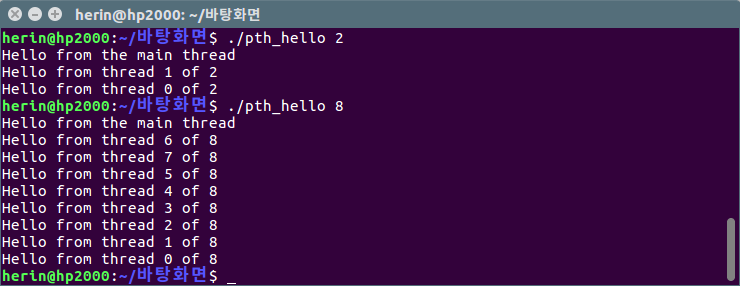 herin@hp2000: ~/바탕화면
herin@hp2000:~/바탕화면$ ./pth_hello 2
Hello from the main thread
Hello from thread 1 of 2
Hello from thread 0 of 2
herin@hp2000:~/바탕화면$ ./pth_hello 8
Hello from the main thread
Hello from thread 6 of 8
Hello from thread 7 of 8
Hello from thread 5 of 8
Hello from thread 4 of 8
Hello from thread 3 of 8
Hello from thread 2 of 8
Hello from thread 1 of 8
Hello from thread 0 of 8
herin@hp2000:~/바탕화면$ _